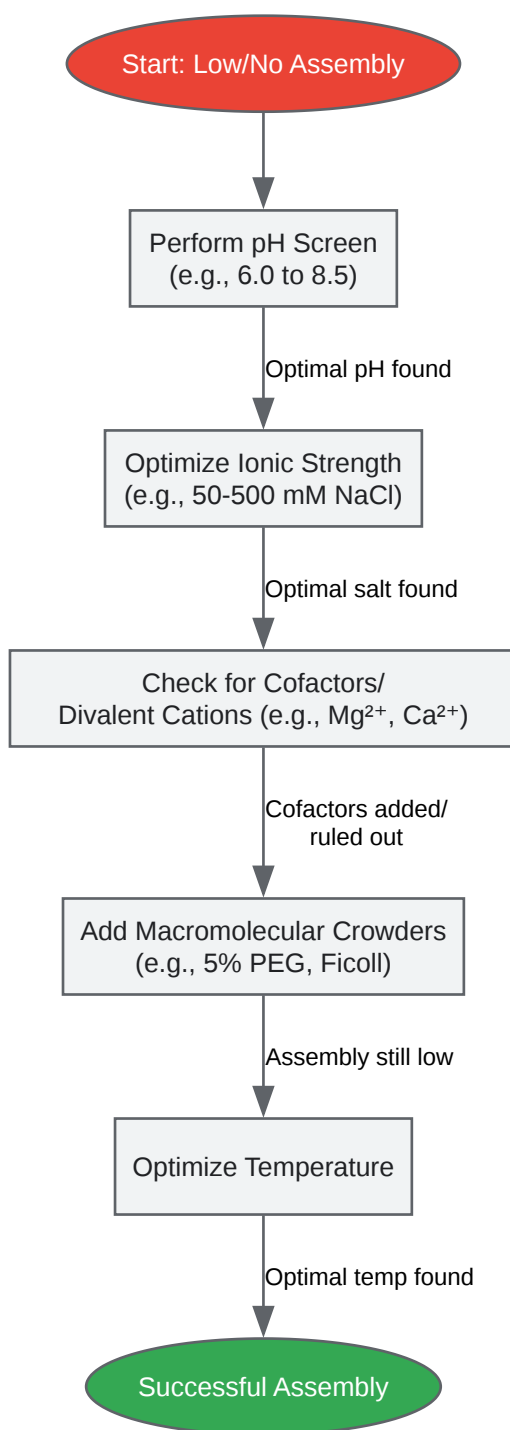 Start: Low/No Assembly
Perform pH Screen
(e.g., 6.0 to 8.5)
Optimal pH found
Optimize Ionic Strength
(e.g., 50-500 mM NaCl)
Optimal salt found
Check for Cofactors/
Divalent Cations (e.g., Mg²⁺, Ca²⁺)
Cofactors added/
ruled out
Add Macromolecular Crowders
(e.g., 5% PEG, Ficoll)
Assembly still low
Optimize Temperature
Optimal temp found
Successful Assembly